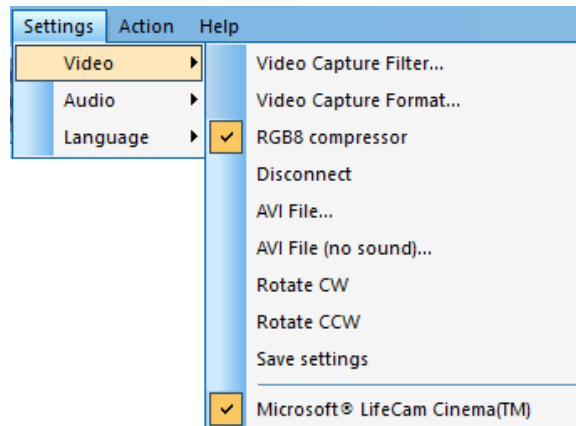 Settings Action Help
Video
Audio
Language
Video Capture Filter...
Video Capture Format...
RGB8 compressor
Disconnect
AVI File...
AVI File (no sound)...
Rotate CW
Rotate CCW
Save settings
Microsoft® LifeCam Cinema(TM)